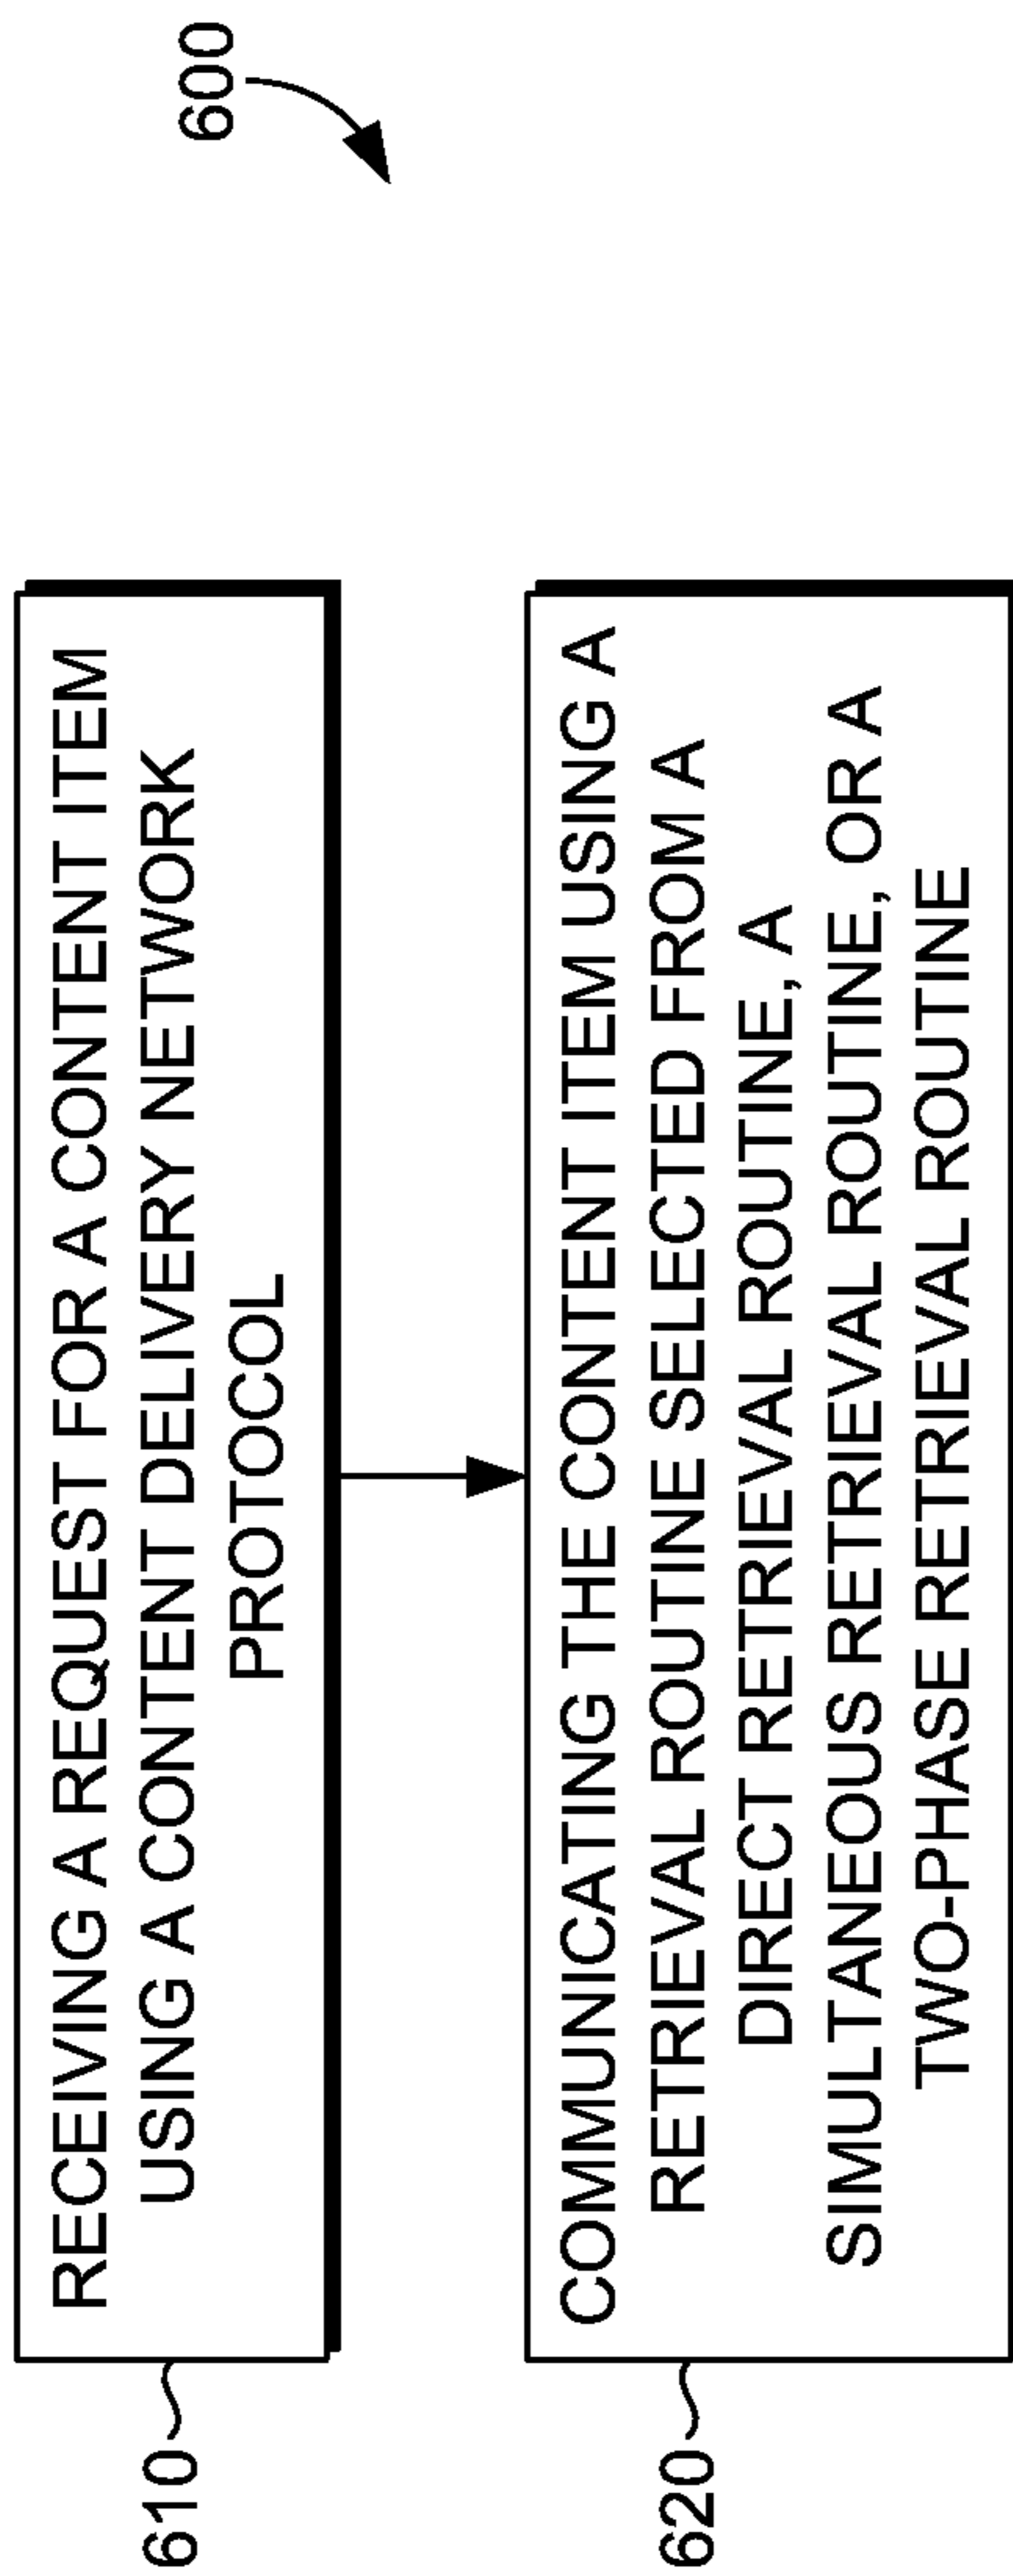 600
610
RECEIVING A REQUEST FOR A CONTENT ITEM
USING A CONTENT DELIVERY NETWORK
PROTOCOL
620
COMMUNICATING THE CONTENT ITEM USING A
RETRIEVAL ROUTINE SELECTED FROM A
DIRECT RETRIEVAL ROUTINE, A
SIMULTANEOUS RETRIEVAL ROUTINE, OR A
TWO-PHASE RETRIEVAL ROUTINE